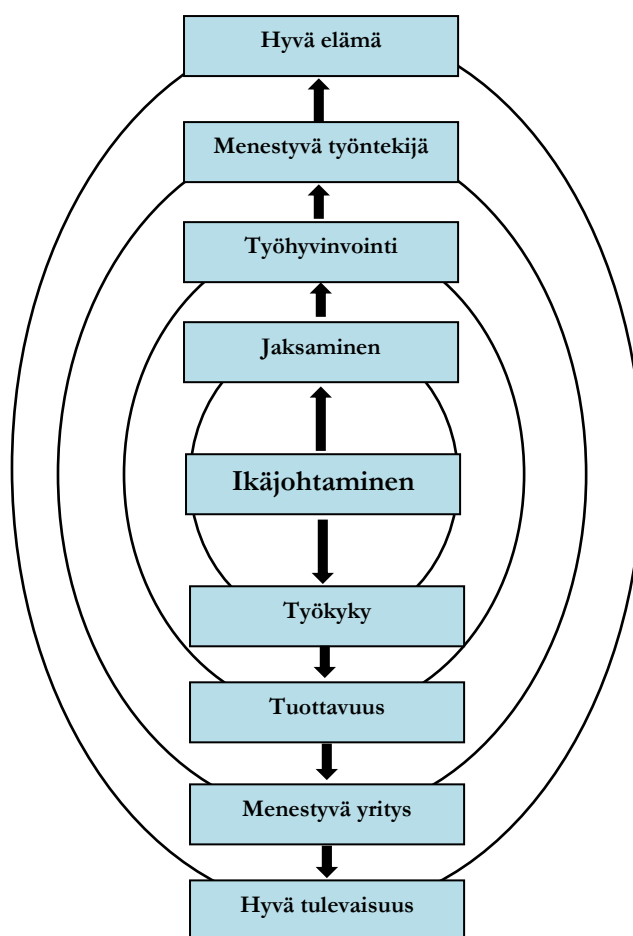 Hyvä elämä
Menestyvä työntekijä
Työhyvinvointi
Jaksaminen
Ikäjohtaminen
Työkyky
Tuottavuus
Menestyvä yritys
Hyvä tulevaisuus